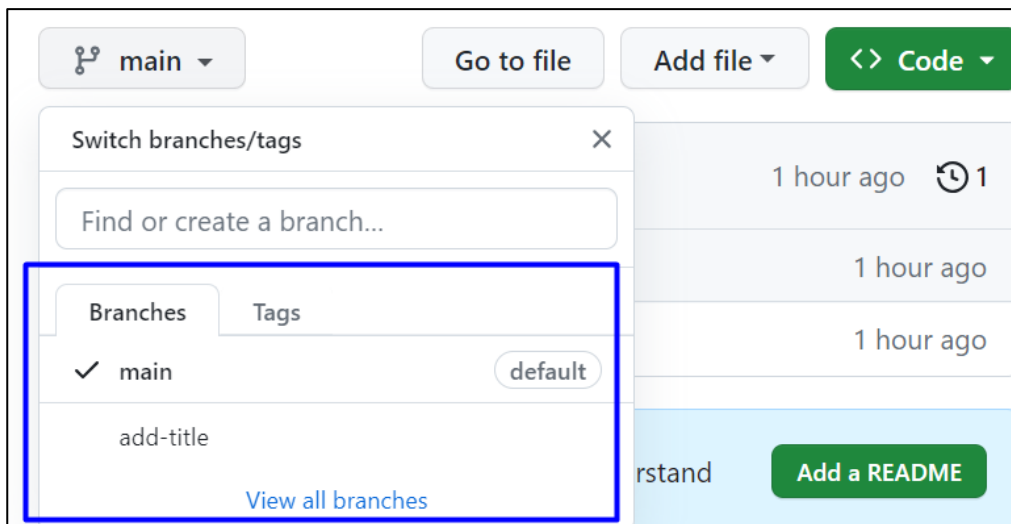 main
Go to file
Add file
<> Code
Switch branches/tags
1 hour ago
1
Find or create a branch...
1 hour ago
Branches
Tags
1 hour ago
main
default
add-title
rstand
Add a README
View all branches